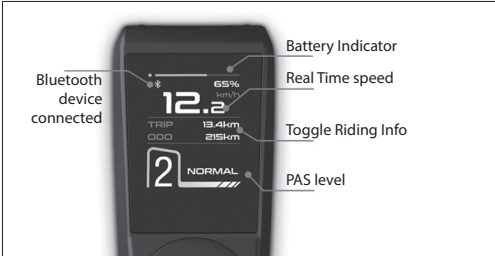 Battery Indicator
Bluetooth
device
connected
65%
Real Time speed
km/h
12.2
TRIP 13.4km
Toggle Riding Info
ODO 215km
2 NORMAL
PAS level